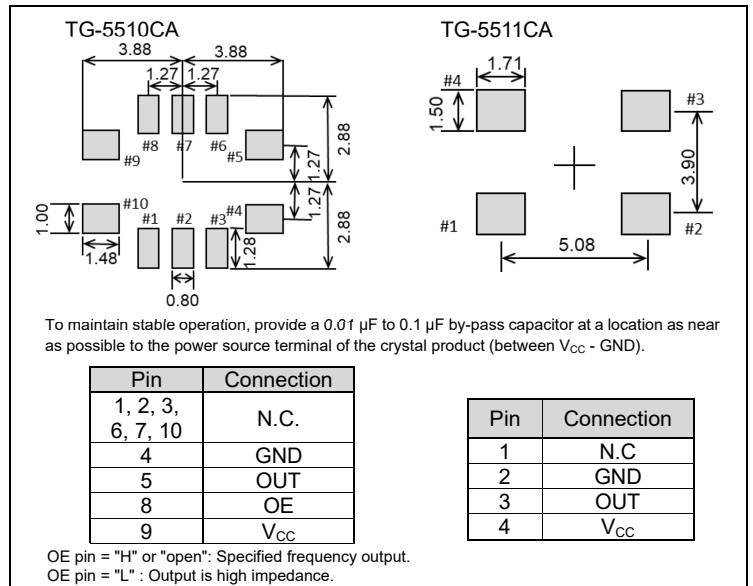 TG-5510CA
3.88 3.88
1.27 1.27
#8 #7 #6
#9 #5
1.27
2.88
1.27
2.88
1.00
#10 #1 #2 #3 #4
1.48
1.28
0.80
TG-5511CA
1.71
#4
1.50
#3
3.90
#1
#2
5.08
To maintain stable operation, provide a 0.01 µF to 0.1 µF by-pass capacitor at a location as near
as possible to the power source terminal of the crystal product (between VCC - GND).
Pin Connection
1, 2, 3,
6, 7, 10 N.C.
4 GND
5 OUT
8 OE
9 VCC
Pin Connection
1 N.C
2 GND
3 OUT
4 VCC
OE pin = "H" or "open": Specified frequency output.
OE pin = "L" : Output is high impedance.